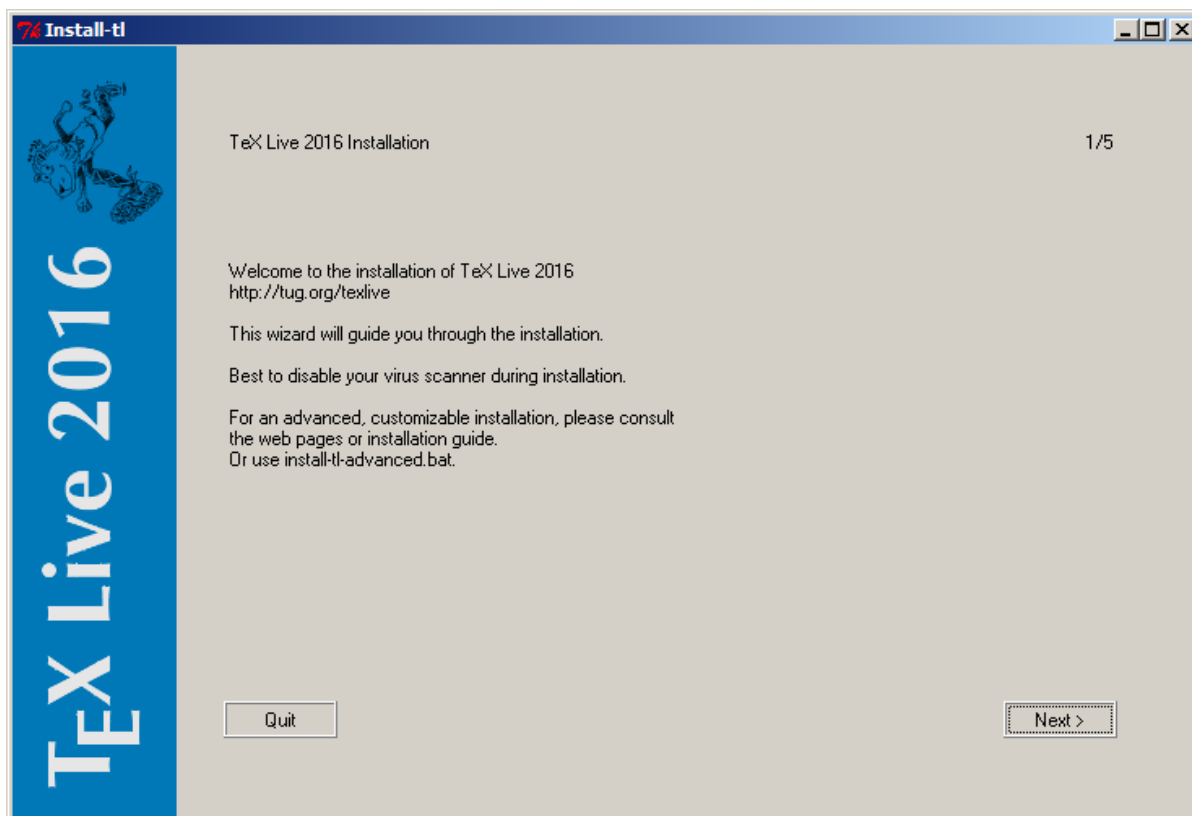 Install-tl
TeX Live 2016
TeX Live 2016 Installation
1/5
Welcome to the installation of TeX Live 2016
http://tug.org/texlive
This wizard will guide you through the installation.
Best to disable your virus scanner during installation.
For an advanced, customizable installation, please consult
the web pages or installation guide.
Or use install-tl-advanced.bat.
Quit
Next >